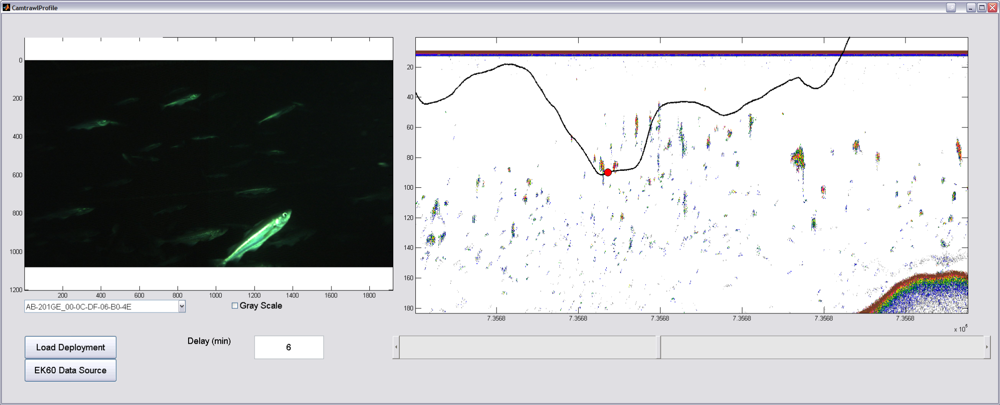 CamtrawlProfile
0
200
400
600
800
1000
1200
200 400 600 800 1000 1200 1400 1600 1800
AB-201GE_00-0C-DF-06-B0-4E
Gray Scale
20
40
60
80
100
120
140
160
180
7.3568 7.3568 7.3568 7.3568 7.3568 7.3568
x 10^5
Load Deployment
EK60 Data Source
Delay (min)
6